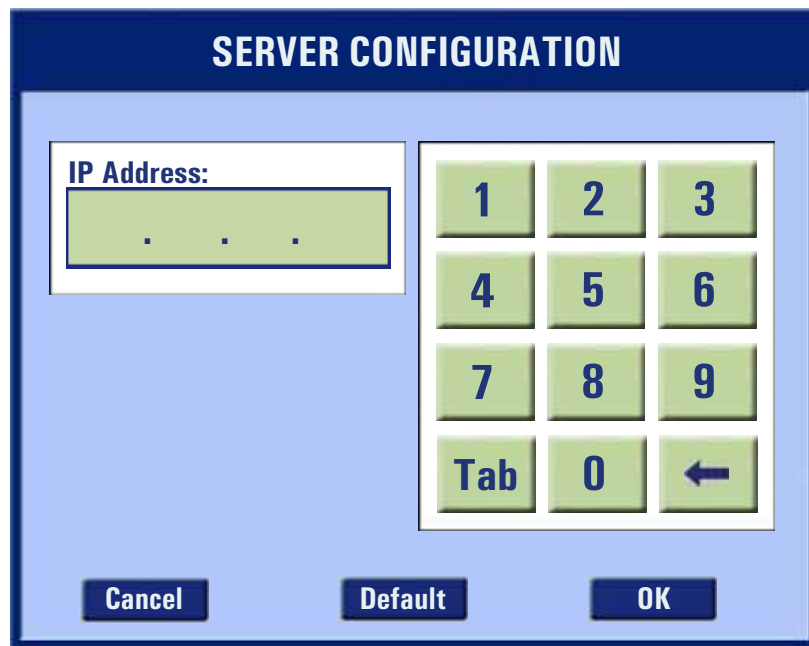 SERVER CONFIGURATION
IP Address:
. . .
1 2 3
4 5 6
7 8 9
Tab 0
Cancel Default OK